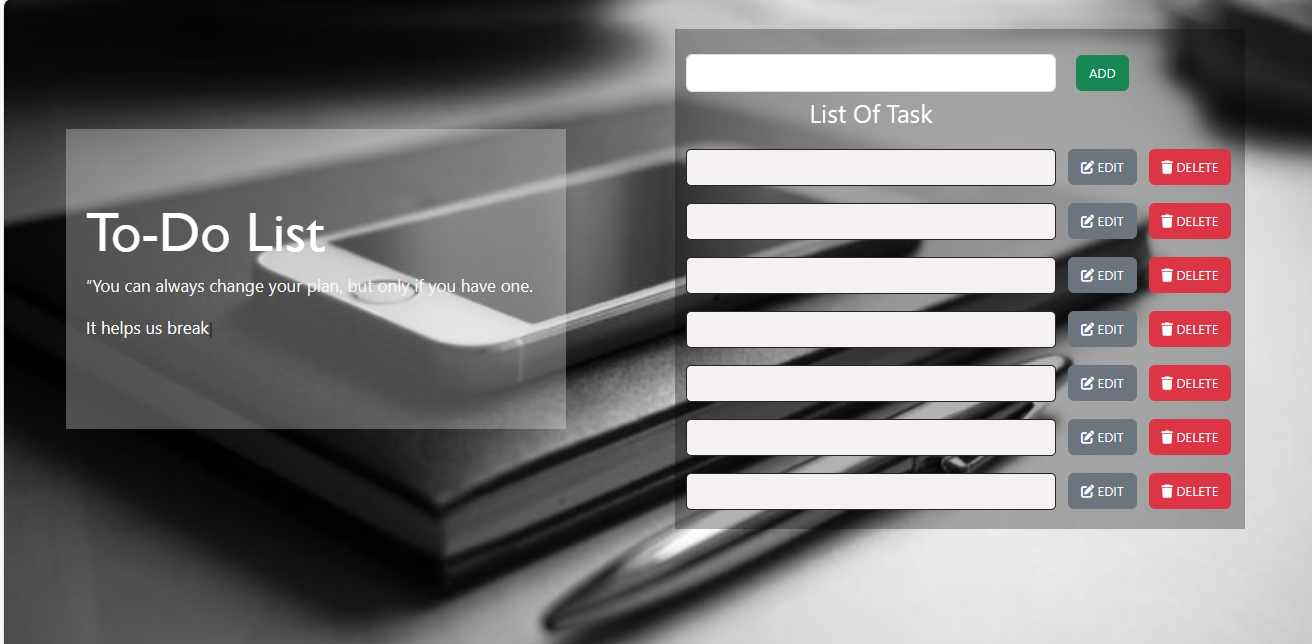 To-Do List
"You can always change your plan, but only if you have one.
It helps us break
ADD
List Of Task
EDIT DELETE
EDIT DELETE
EDIT DELETE
EDIT DELETE
EDIT DELETE
EDIT DELETE
EDIT DELETE